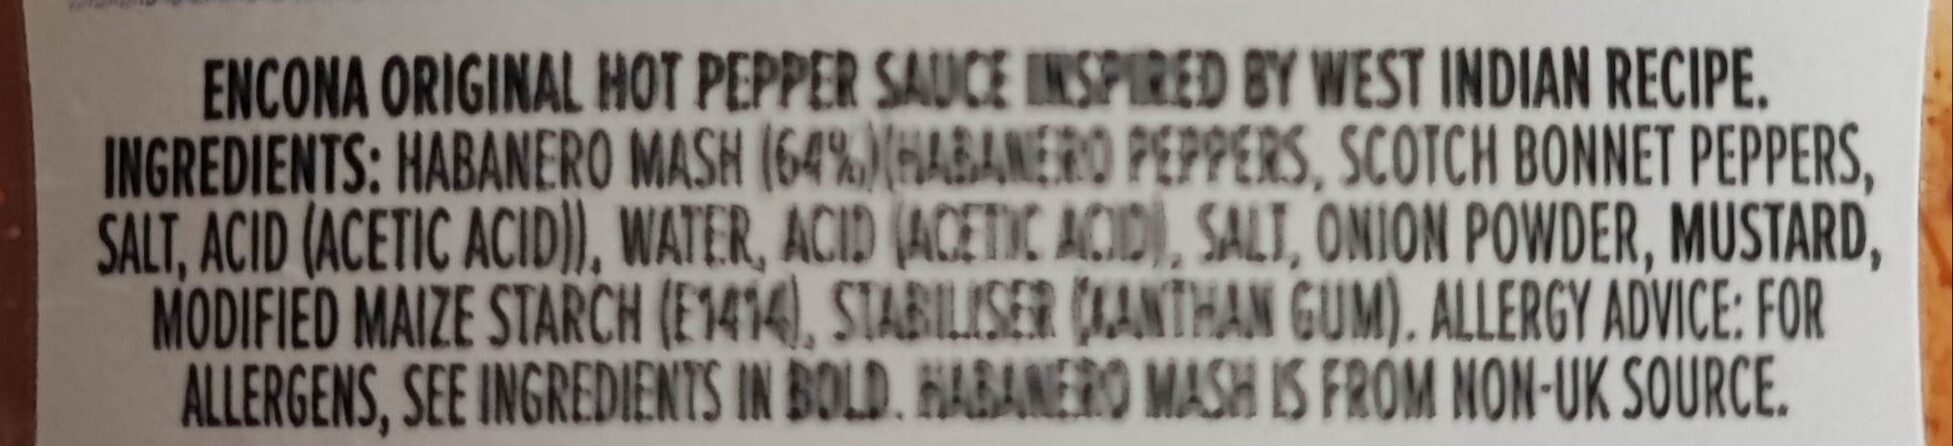 ENCONA ORIGINAL HOT PEPPER SAUCE INSPIRED BY WEST INDIAN RECIPE.
INGREDIENTS: HABANERO MASH (64%)(HABANERO PEPPERS, SCOTCH BONNET PEPPERS,
SALT, ACID (ACETIC ACID)), WATER, ACID (ACETIC ACID), SALT, ONION POWDER, MUSTARD,
MODIFIED MAIZE STARCH (E1414), STABILISER (XANTHAN GUM). ALLERGY ADVICE: FOR
ALLERGENS, SEE INGREDIENTS IN BOLD. HABANERO MASH IS FROM NON-UK SOURCE.